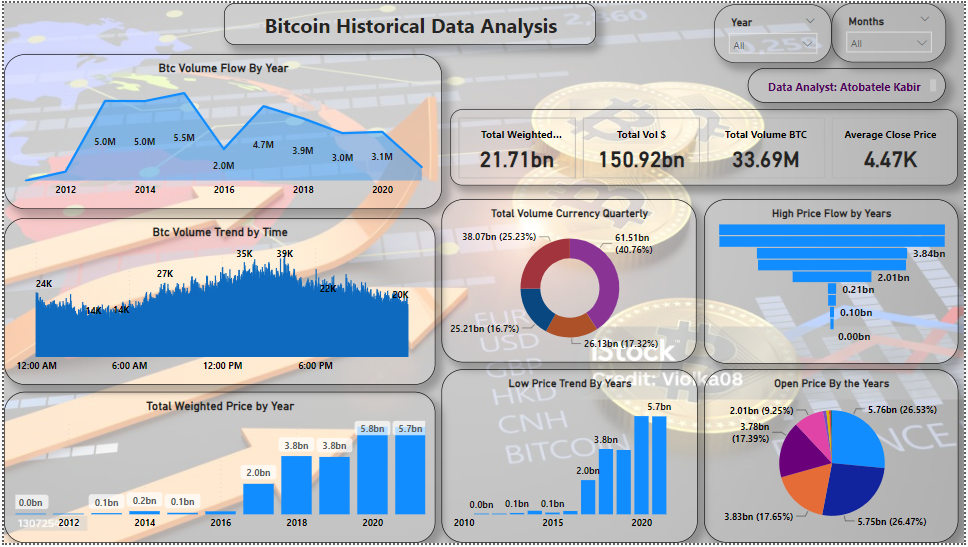 Bitcoin Historical Data Analysis
Year
All
Months
All
Data Analyst: Atobatele Kabir
Btc Volume Flow By Year
5.0M
5.0M
5.5M
2.0M
4.7M
3.9M
3.0M
3.1M
2012 2014 2016 2018 2020
Total Weighted... Total Vol $ Total Volume BTC Average Close Price
21.71bn 150.92bn 33.69M 4.47K
Btc Volume Trend by Time
24K
14K
14K
27K
35K
39K
22K
20K
12:00 AM 6:00 AM 12:00 PM 6:00 PM
Total Volume Currency Quarterly
38.07bn (25.23%)
61.51bn
(40.76%)
25.21bn (16.7%)
26.13bn (17.32%)
High Price Flow by Years
3.84bn
2.01bn
0.21bn
0.10bn
0.00bn
EUR
USD
GBP
HKD
CNH
BITCOIN
iStock
Credit: Violka08
Total Weighted Price by Year
0.0bn
0.1bn
0.2bn
0.1bn
2.0bn
3.8bn
3.8bn
5.8bn
5.7bn
2012 2014 2016 2018 2020
Low Price Trend By Years
0.0bn
0.1bn
0.1bn
2.0bn
3.8bn
5.7bn
2010 2015 2020
Open Price By the Years
2.01bn (9.25%)
5.76bn (26.53%)
3.78bn
(17.39%)
3.83bn (17.65%)
5.75bn (26.47%)